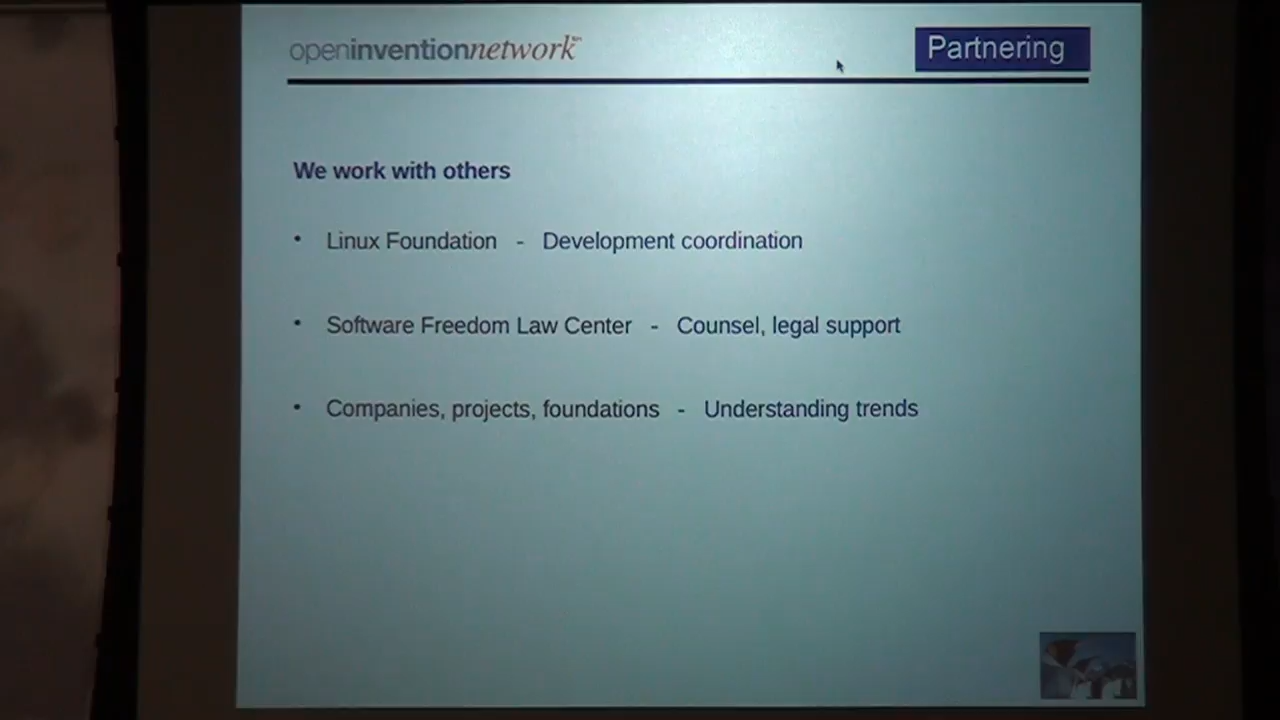 openinventionnetwork
Partnering
We work with others
• Linux Foundation - Development coordination
• Software Freedom Law Center - Counsel, legal support
• Companies, projects, foundations - Understanding trends